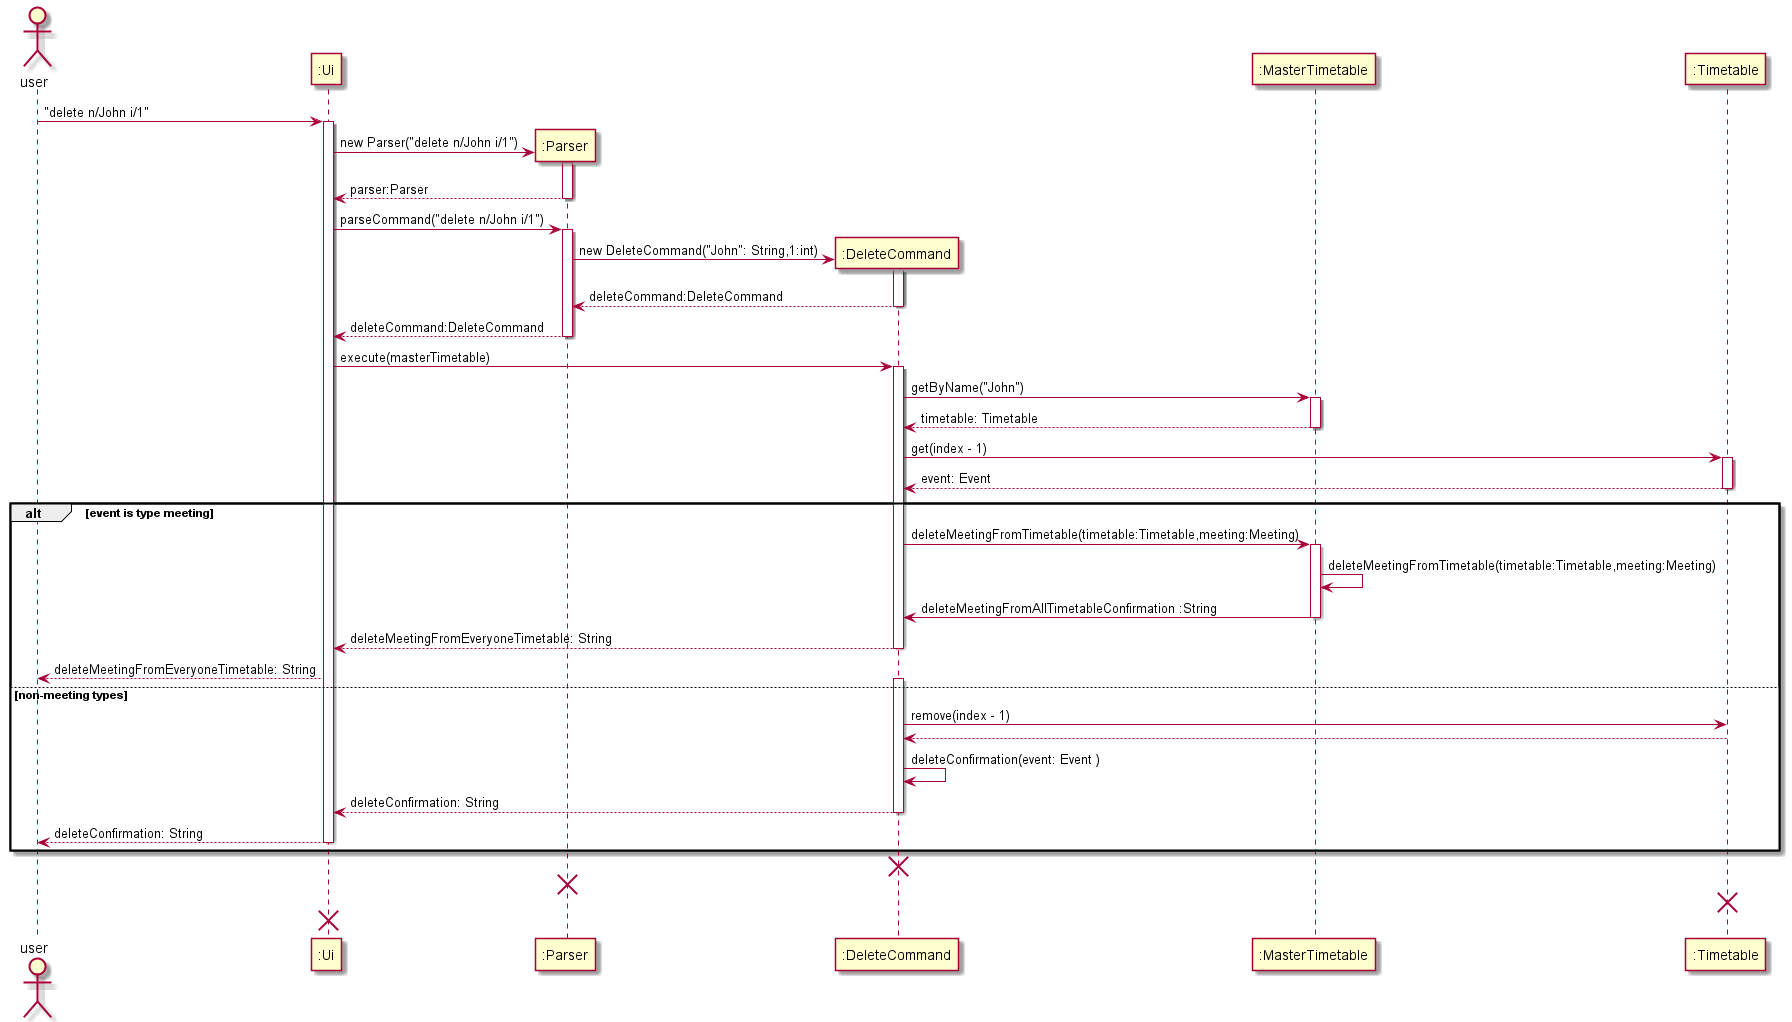 user
:Ui
:MasterTimetable
:Timetable
"delete n/John i/1"
new Parser("delete n/John i/1")
:Parser
parser:Parser
parseCommand("delete n/John i/1")
new DeleteCommand("John": String,1:int)
:DeleteCommand
deleteCommand:DeleteCommand
deleteCommand:DeleteCommand
execute(masterTimetable)
getByName("John")
timetable: Timetable
get(index - 1)
event: Event
alt
[event is type meeting]
deleteMeetingFromTimetable(timetable:Timetable,meeting:Meeting)
deleteMeetingFromTimetable(timetable:Timetable,meeting:Meeting)
deleteMeetingFromAllTimetableConfirmation :String
deleteMeetingFromEveryoneTimetable: String
deleteMeetingFromEveryoneTimetable: String
[non-meeting types]
remove(index - 1)
deleteConfirmation(event: Event )
deleteConfirmation: String
deleteConfirmation: String
user
:Ui
:Parser
:DeleteCommand
:MasterTimetable
:Timetable